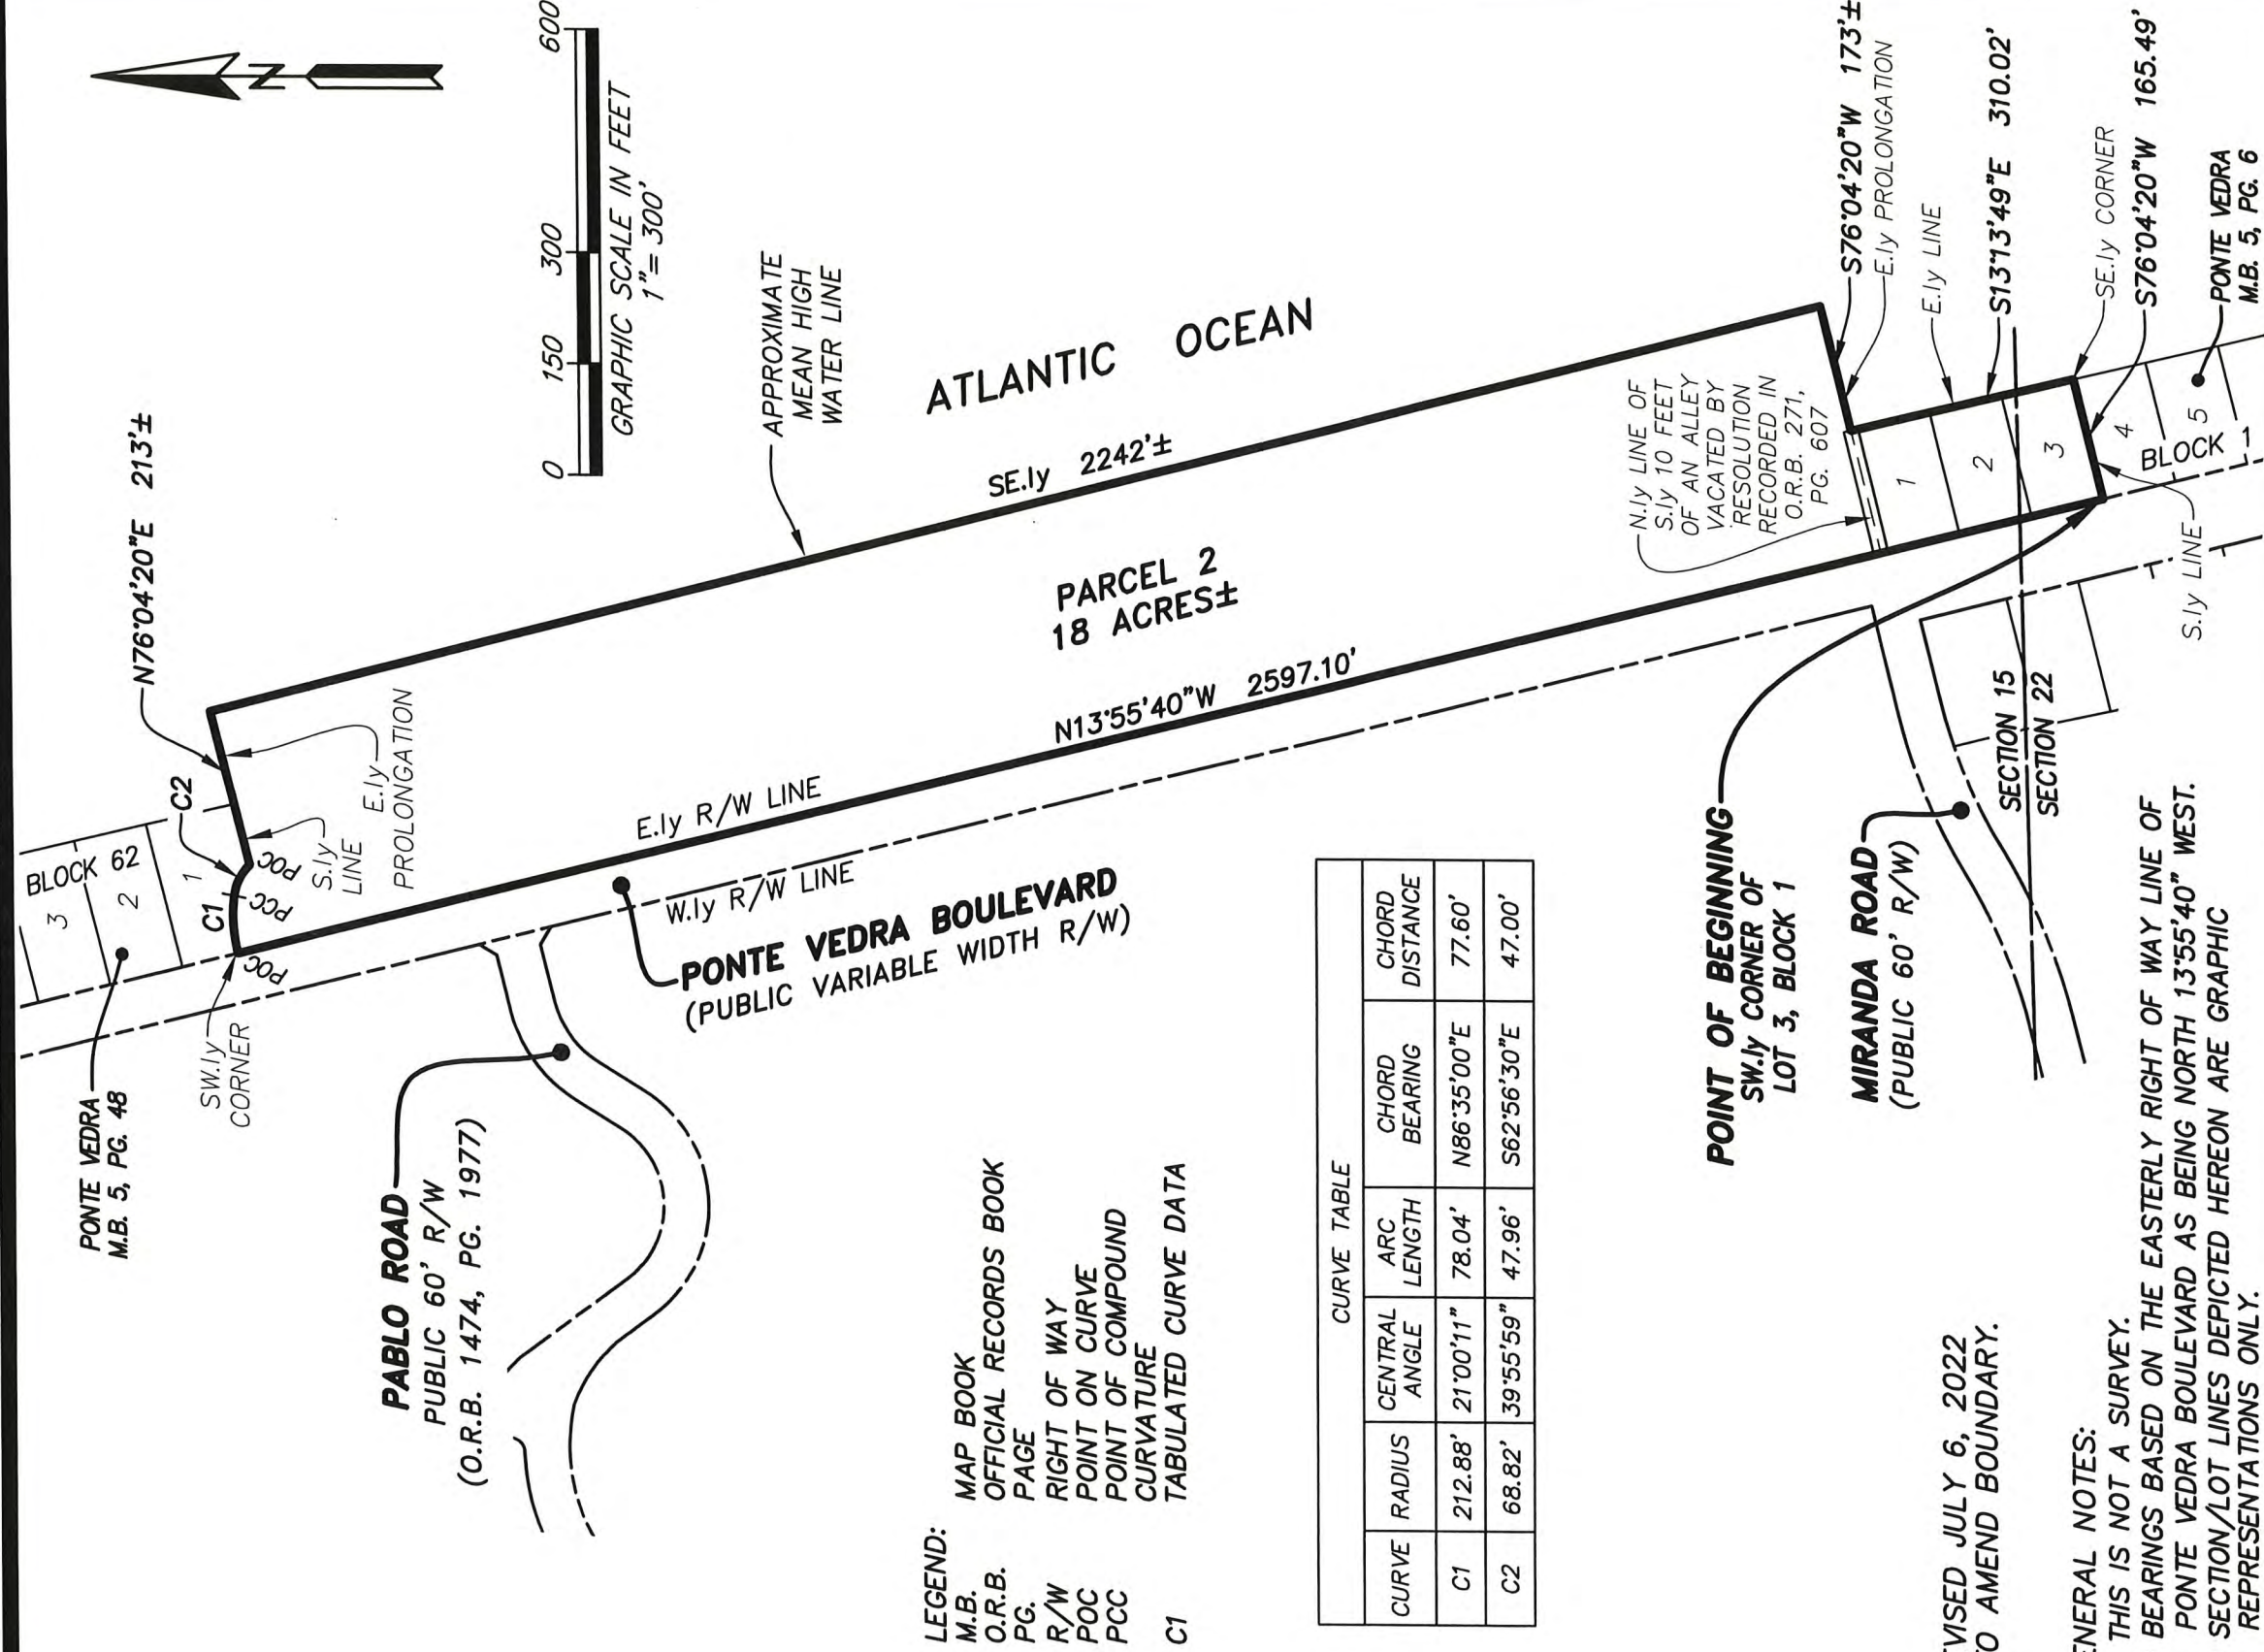 N
0 150 300 600
GRAPHIC SCALE IN FEET
1"= 300'
PONTE VEDRA
M.B. 5, PG. 48
BLOCK 62
3
2
1
C1
C2
N76°04'20"E 213'±
POC
PCC
POC
SW.ly
CORNER
S.ly
LINE
E.ly
PROLONGATION
APPROXIMATE
MEAN HIGH
WATER LINE
ATLANTIC OCEAN
SE.ly 2242'±
PARCEL 2
18 ACRES±
N13°55'40"W 2597.10'
E.ly R/W LINE
W.ly R/W LINE
PONTE VEDRA BOULEVARD
(PUBLIC VARIABLE WIDTH R/W)
PABLO ROAD
PUBLIC 60' R/W
(O.R.B. 1474, PG. 1977)
N.ly LINE OF
S.ly 10 FEET
OF AN ALLEY
VACATED BY
RESOLUTION
RECORDED IN
O.R.B. 271,
PG. 607
S76°04'20"W 173'±
E.ly PROLONGATION
E.ly LINE
S13°13'49"E 310.02'
SE.ly CORNER
S76°04'20"W 165.49'
PONTE VEDRA
M.B. 5, PG. 6
1
2
3
4
5
BLOCK 1
S.ly LINE
SECTION 15
SECTION 22
POINT OF BEGINNING
SW.ly CORNER OF
LOT 3, BLOCK 1
MIRANDA ROAD
(PUBLIC 60' R/W)
LEGEND:
M.B. MAP BOOK
O.R.B. OFFICIAL RECORDS BOOK
PG. PAGE
R/W RIGHT OF WAY
POC POINT ON CURVE
PCC POINT OF COMPOUND
CURVATURE
C1 TABULATED CURVE DATA
CURVE TABLE
CURVE RADIUS CENTRAL ANGLE ARC LENGTH CHORD BEARING CHORD DISTANCE
C1 212.88' 21°00'11" 78.04' N86°35'00"E 77.60'
C2 68.82' 39°55'59" 47.96' S62°56'30"E 47.00'
VISED JULY 6, 2022
O AMEND BOUNDARY.
NERAL NOTES:
THIS IS NOT A SURVEY.
BEARINGS BASED ON THE EASTERLY RIGHT OF WAY LINE OF
PONTE VEDRA BOULEVARD AS BEING NORTH 13°55'40" WEST.
SECTION/LOT LINES DEPICTED HEREON ARE GRAPHIC
REPRESENTATIONS ONLY.